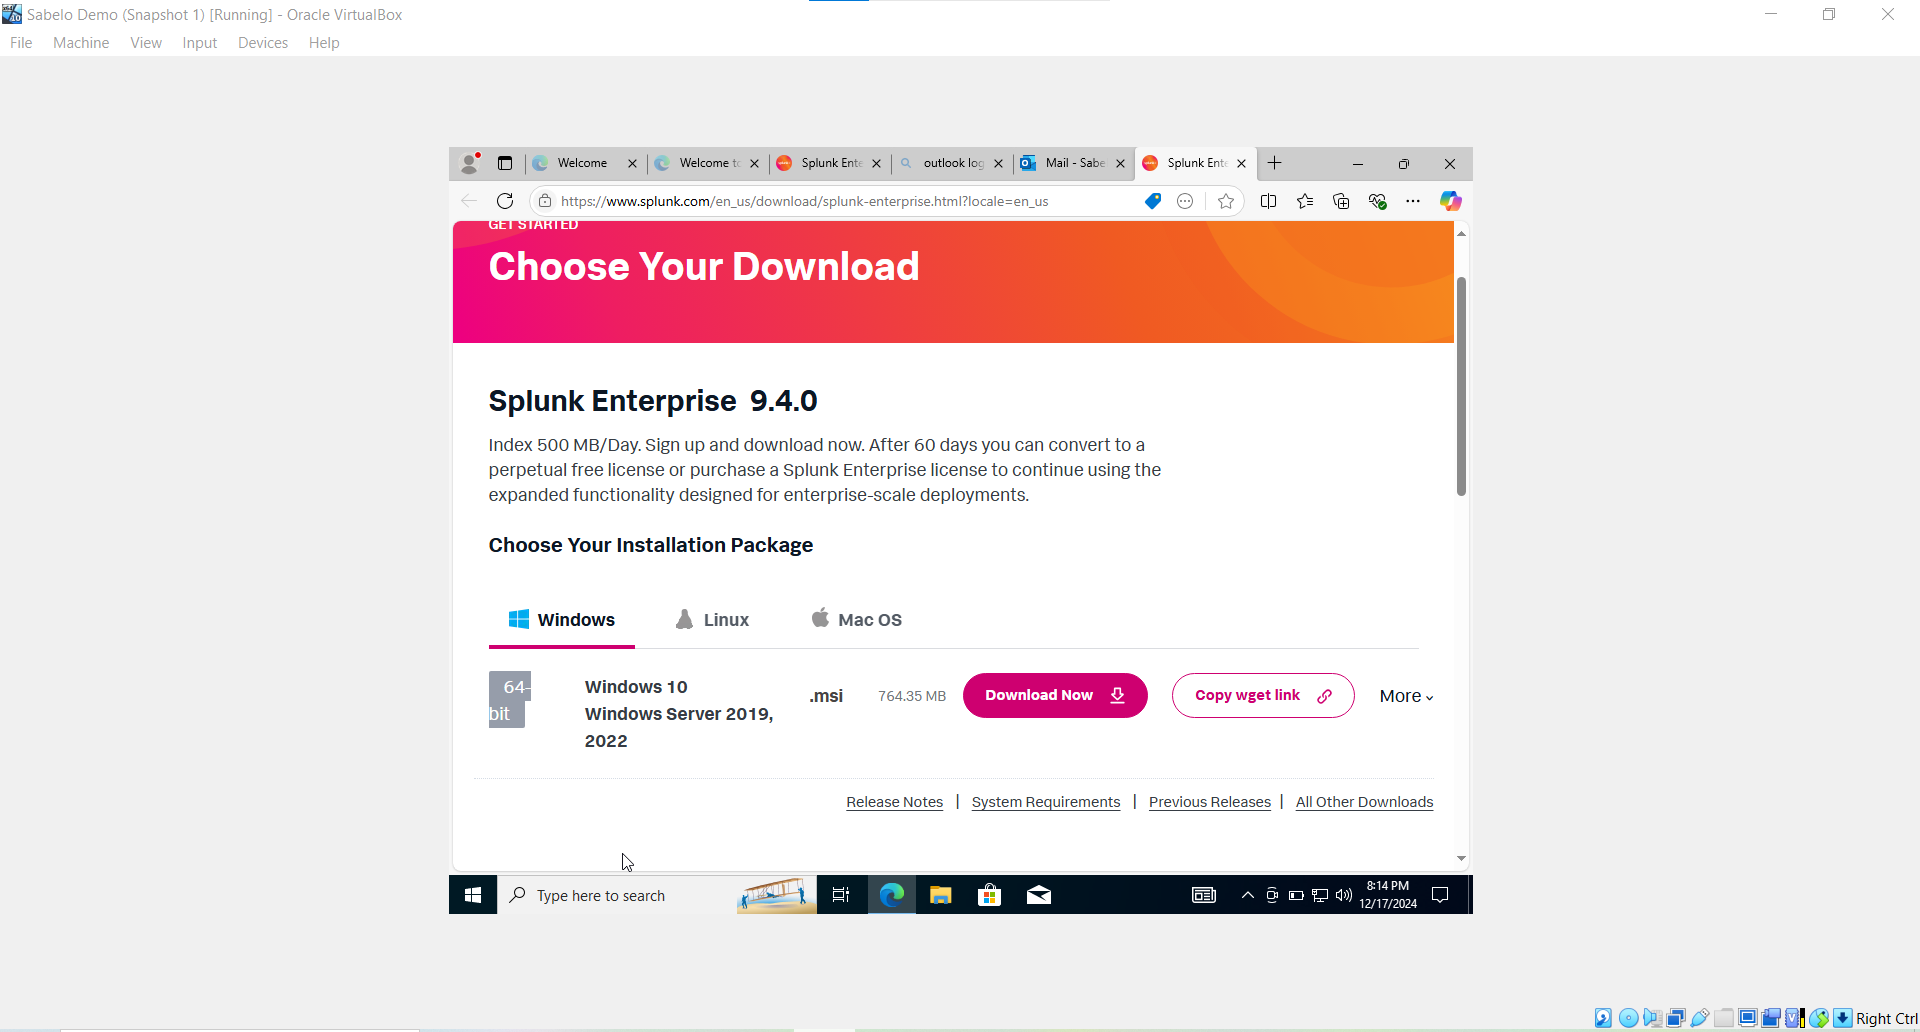 Sabelo Demo (Snapshot 1) [Running] - Oracle VirtualBox
File Machine View Input Devices Help
Welcome
Welcome to
Splunk Ente
outlook log
Mail - Sabe
Splunk Ente
https://www.splunk.com/en_us/download/splunk-enterprise.html?locale=en_us
GET STARTED
Choose Your Download
Splunk Enterprise 9.4.0
Index 500 MB/Day. Sign up and download now. After 60 days you can convert to a
perpetual free license or purchase a Splunk Enterprise license to continue using the
expanded functionality designed for enterprise-scale deployments.
Choose Your Installation Package
Windows Linux Mac OS
64-
bit
Windows 10
Windows Server 2019,
2022
.msi
764.35 MB
Download Now
Copy wget link
More
Release Notes | System Requirements | Previous Releases | All Other Downloads
Type here to search
8:14 PM
12/17/2024
Right Ctrl